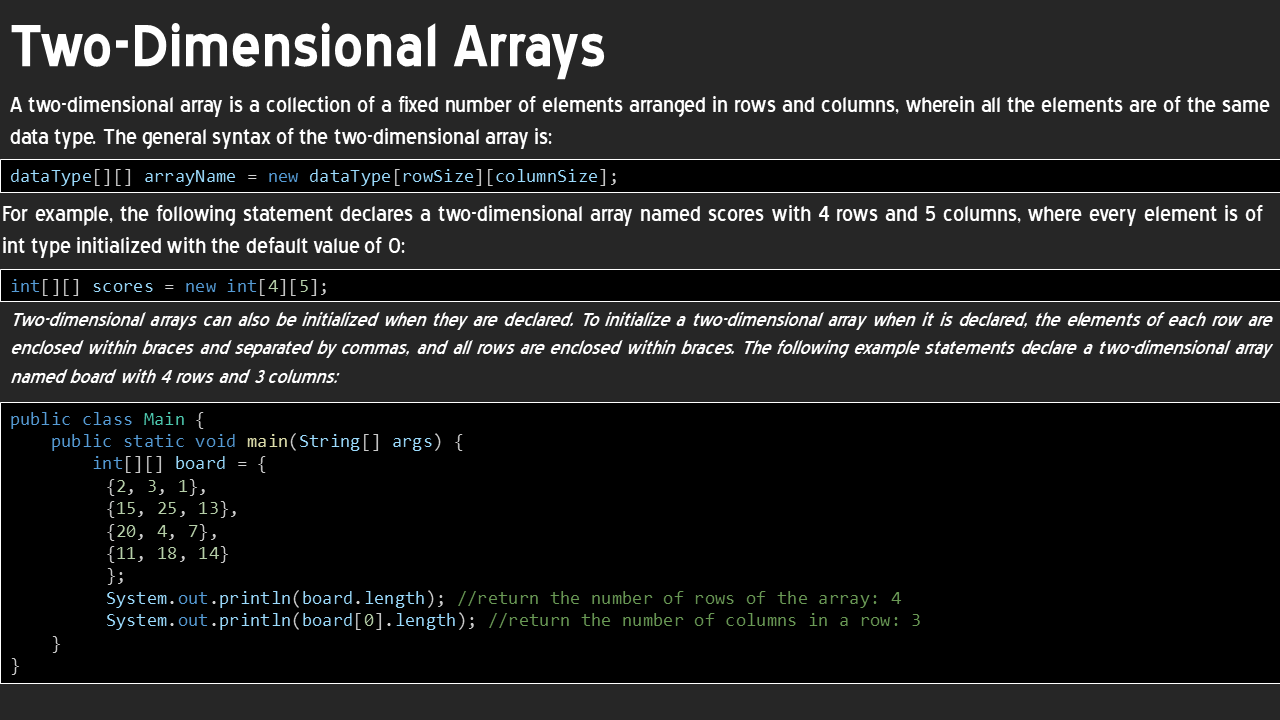 Two-Dimensional Arrays
A two-dimensional array is a collection of a fixed number of elements arranged in rows and columns, wherein all the elements are of the same
data type. The general syntax of the two-dimensional array is:
dataType[][] arrayName = new dataType[rowSize][columnSize];
For example, the following statement declares a two-dimensional array named scores with 4 rows and 5 columns, where every element is of
int type initialized with the default value of 0:
int[][] scores = new int[4][5];
Two-dimensional arrays can also be initialized when they are declared. To initialize a two-dimensional array when it is declared, the elements of each row are
enclosed within braces and separated by commas, and all rows are enclosed within braces. The following example statements declare a two-dimensional array
named board with 4 rows and 3 columns:
public class Main {
    public static void main(String[] args) {
        int[][] board = {
         {2, 3, 1},
         {15, 25, 13},
         {20, 4, 7},
         {11, 18, 14}
         };
         System.out.println(board.length); //return the number of rows of the array: 4
         System.out.println(board[0].length); //return the number of columns in a row: 3
    }
}